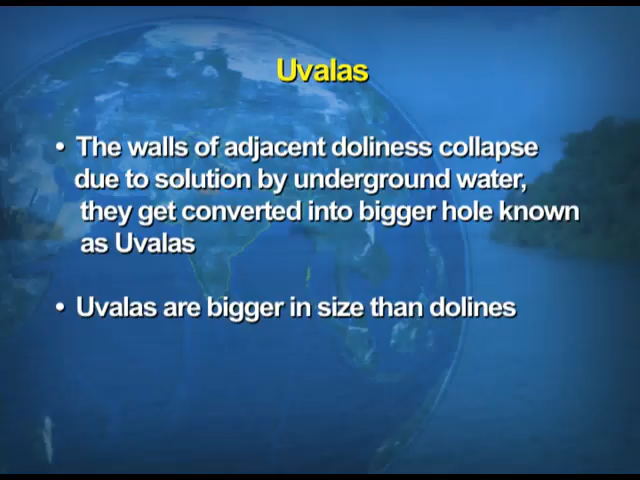 Uvalas
• The walls of adjacent doliness collapse
due to solution by underground water,
they get converted into bigger hole known
as Uvalas
• Uvalas are bigger in size than dolines